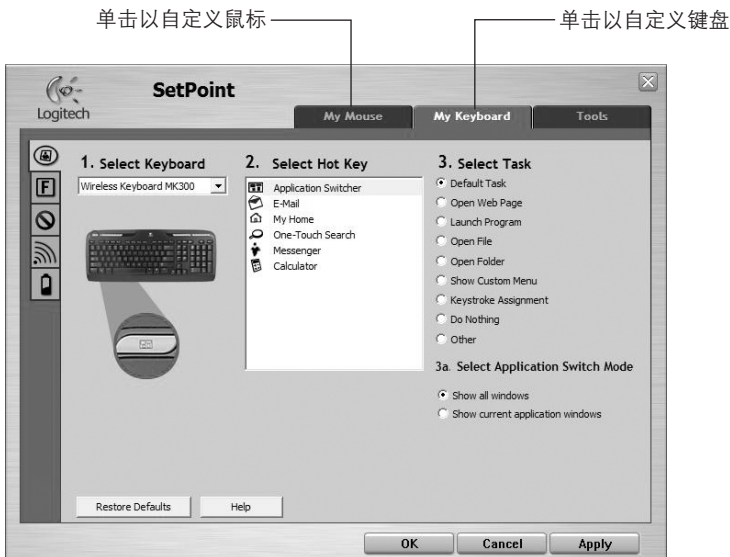 单击以自定义鼠标
单击以自定义键盘
Logitech
SetPoint
My Mouse
My Keyboard
Tools
1. Select Keyboard
Wireless Keyboard MK300
2. Select Hot Key
Application Switcher
E-Mail
My Home
One-Touch Search
Messenger
Calculator
3. Select Task
Default Task
Open Web Page
Launch Program
Open File
Open Folder
Show Custom Menu
Keystroke Assignment
Do Nothing
Other
3a. Select Application Switch Mode
Show all windows
Show current application windows
F
Restore Defaults
Help
OK
Cancel
Apply